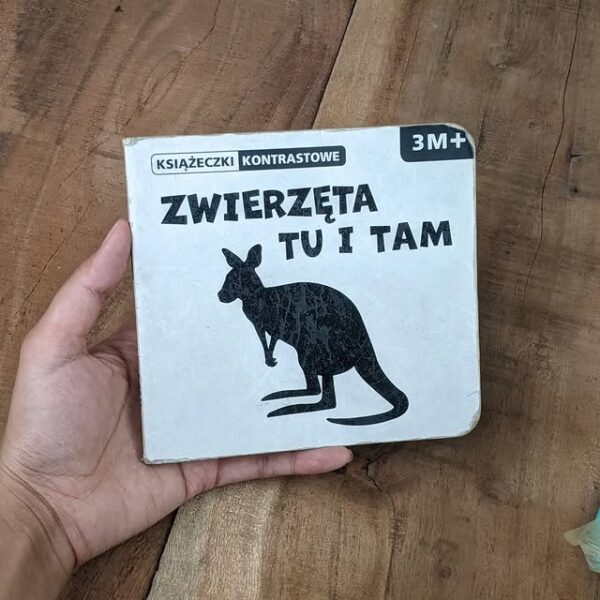 KSIĄŻECZKI KONTRASTOWE
3M+
ZWIERZĘTA
TU I TAM